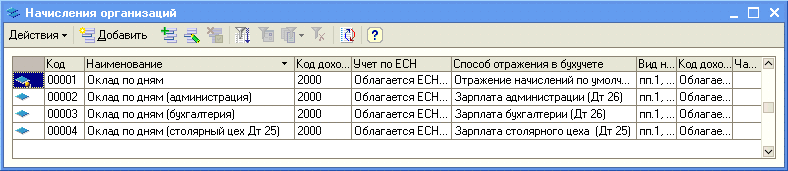 Начисления организаций
Действия Добавить ?
Код Наименование Код дохо... Учет по ЕСН Способ отражения в бухучете Вид н... Код дохо... Ча...
00001 Оклад по дням 2000 Облагается ЕСН... Отражение начислений по умолч... пп.1, ... Облагае...
00002 Оклад по дням (администрация) 2000 Облагается ЕСН... Зарплата администрации (Дт 26) пп.1, ... Облагае...
00003 Оклад по дням (бухгалтерия) 2000 Облагается ЕСН... Зарплата бухгалтерии (Дт 26) пп.1, ... Облагае...
00004 Оклад по дням (столярный цех Дт 25) 2000 Облагается ЕСН... Зарплата столярного цеха (Дт 25) пп.1, ... Облагае...